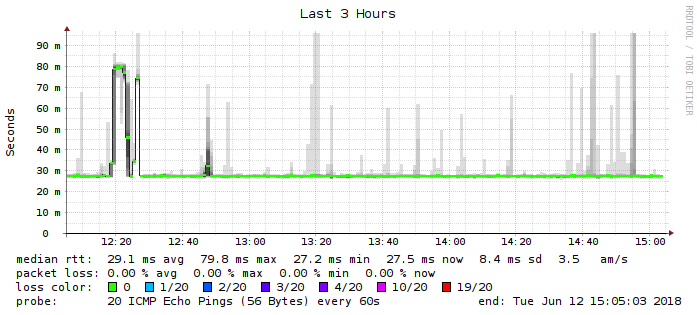 Last 3 Hours
RRDTOOL / TOBI OETIKER
Seconds
90 m
80 m
70 m
60 m
50 m
40 m
30 m
20 m
10 m
0
12:20 12:40 13:00 13:20 13:40 14:00 14:20 14:40 15:00
median rtt: 29.1 ms avg 79.8 ms max 27.2 ms min 27.5 ms now 8.4 ms sd 3.5 am/s
packet loss: 0.00 % avg 0.00 % max 0.00 % min 0.00 % now
loss color: 0 1/20 2/20 3/20 4/20 10/20 19/20
probe: 20 ICMP Echo Pings (56 Bytes) every 60s end: Tue Jun 12 15:05:03 2018